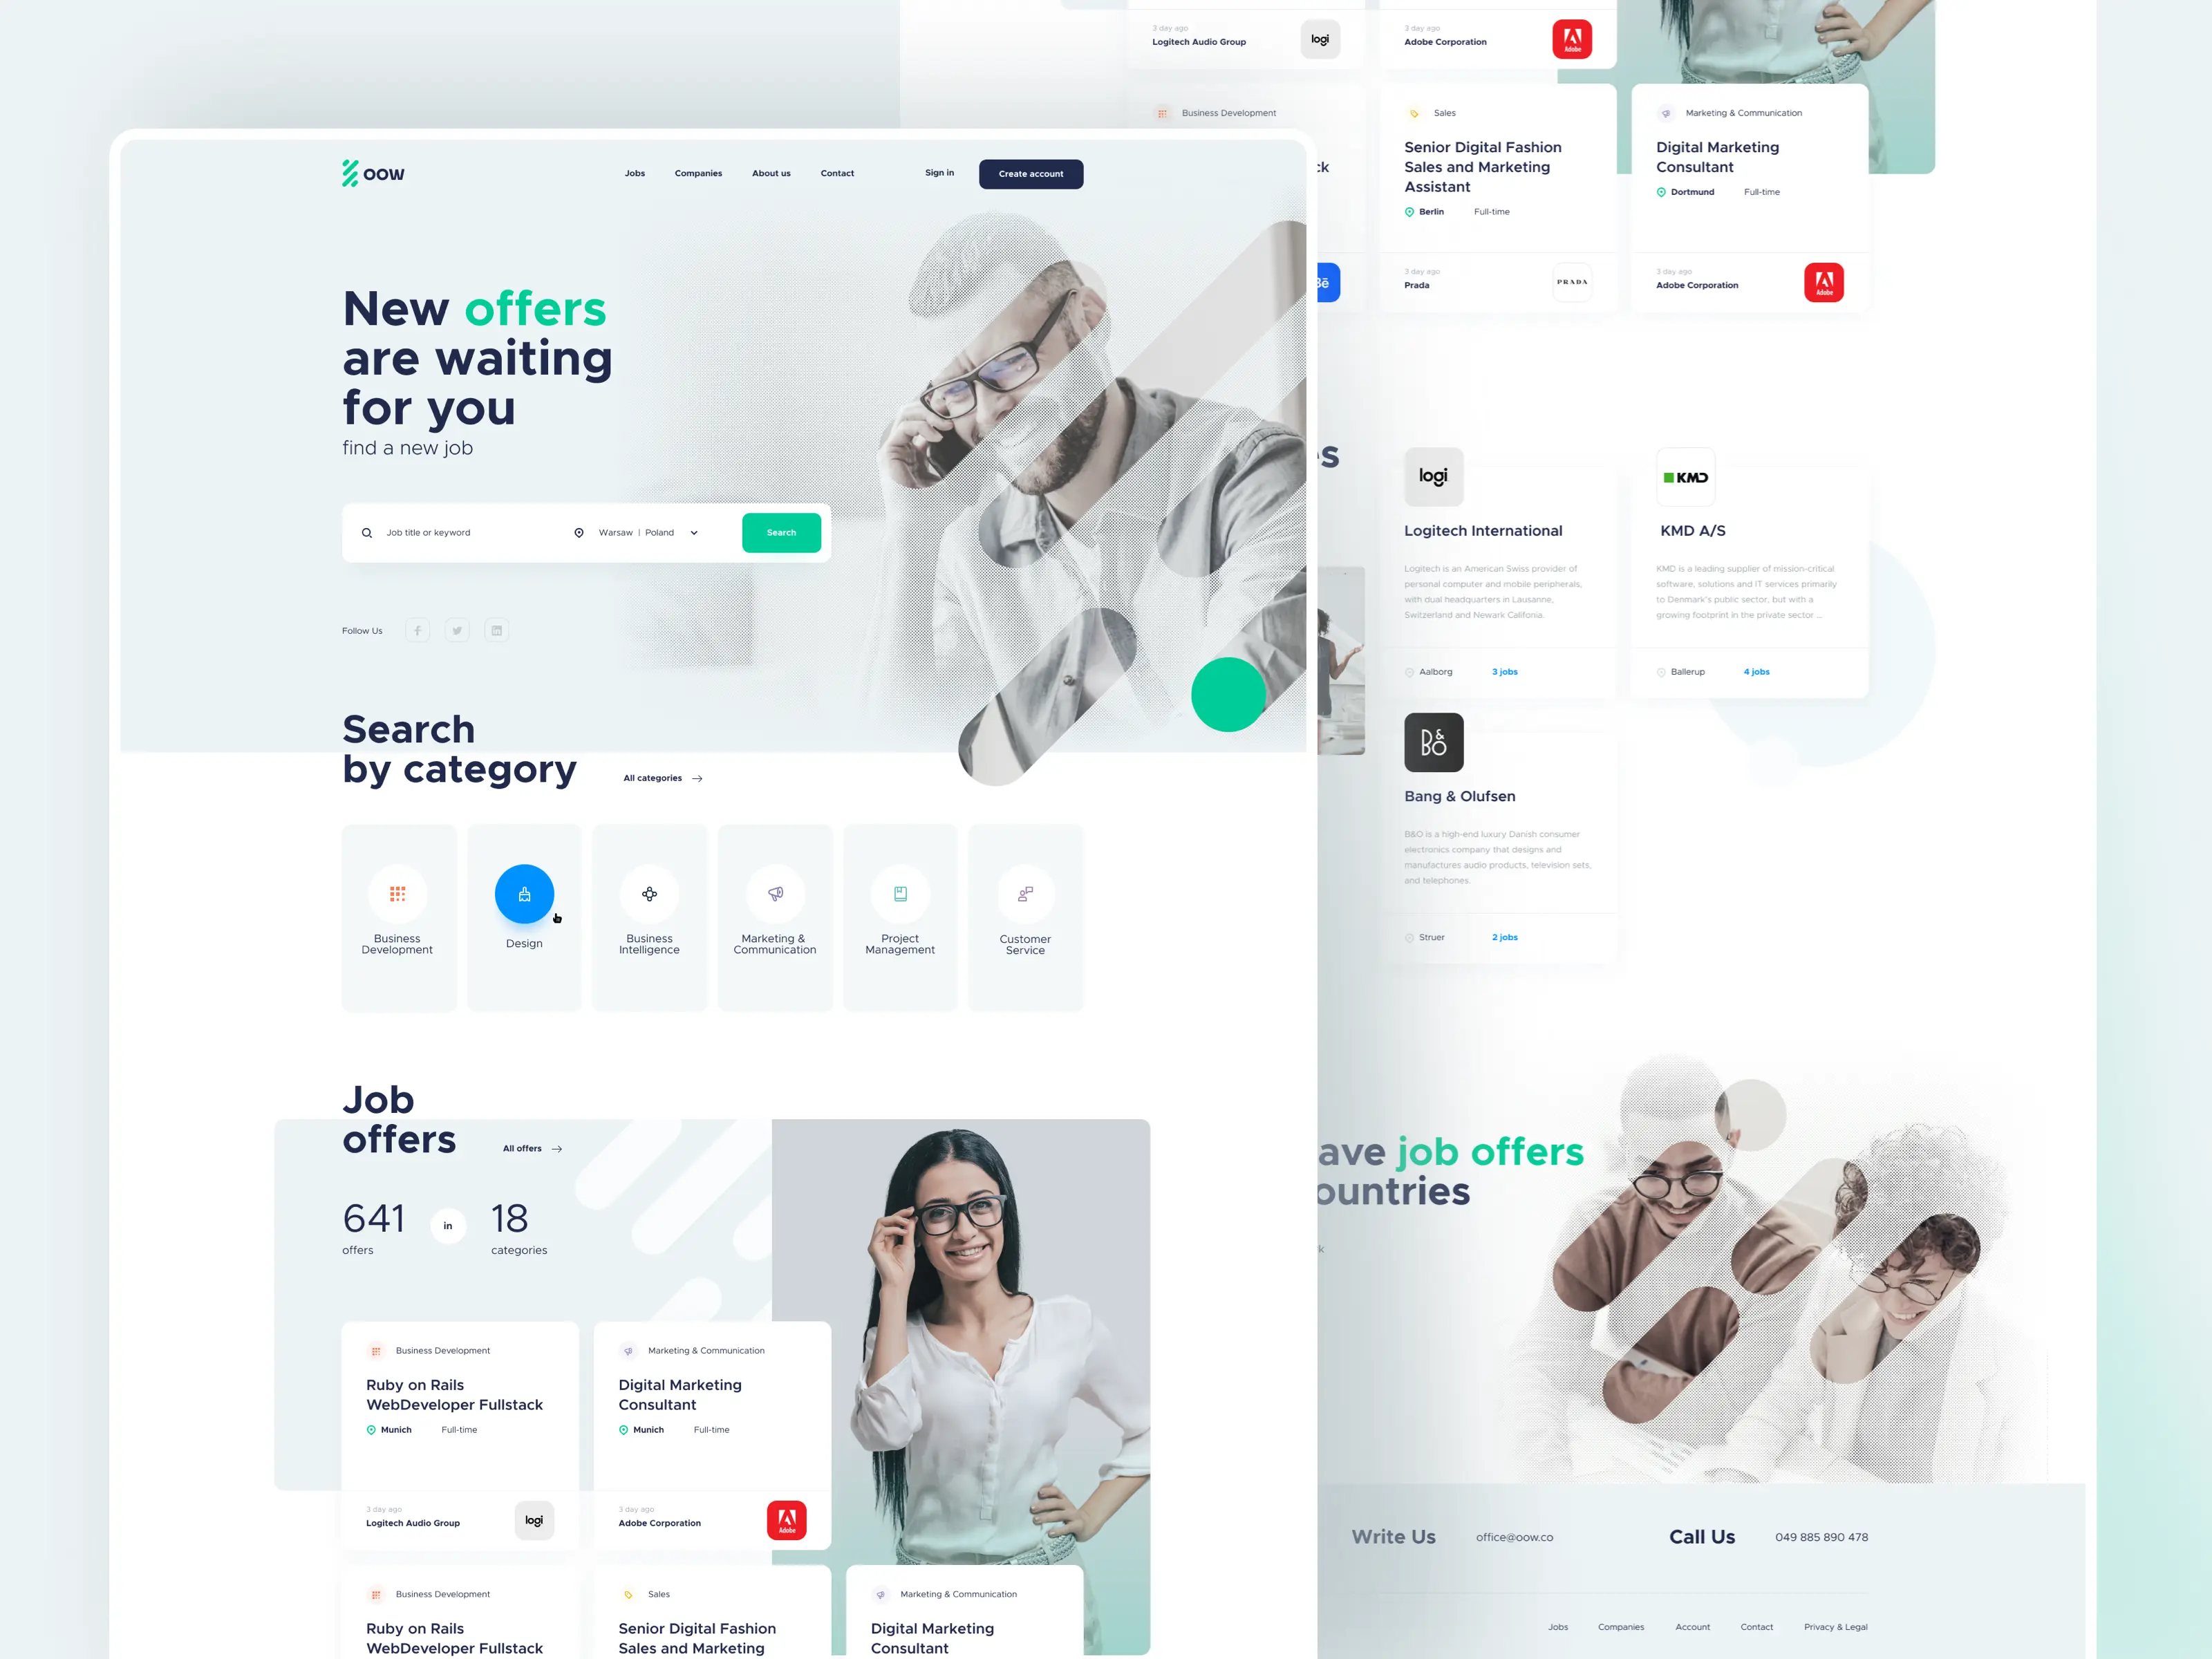 oow
Jobs
Companies
About us
Contact
Sign in
Create account
New offers
are waiting
for you
find a new job
Job title or keyword
Warsaw | Poland
Search
Follow Us
Search
by category
All categories
Business
Development
Design
Business
Intelligence
Marketing &
Communication
Project
Management
Customer
Service
Job
offers
All offers
641
offers
in
18
categories
Business Development
Ruby on Rails
WebDeveloper Fullstack
Munich
Full-time
3 day ago
Logitech Audio Group
logi
Marketing & Communication
Digital Marketing
Consultant
Munich
Full-time
3 day ago
Adobe Corporation
Adobe
Business Development
Ruby on Rails
WebDeveloper Fullstack
Sales
Senior Digital Fashion
Sales and Marketing
Marketing & Communication
Digital Marketing
Consultant
3 day ago
Logitech Audio Group
logi
3 day ago
Adobe Corporation
Adobe
Business Development
ck
Bē
Sales
Senior Digital Fashion
Sales and Marketing
Assistant
Berlin
Full-time
3 day ago
Prada
PRADA
Marketing & Communication
Digital Marketing
Consultant
Dortmund
Full-time
3 day ago
Adobe Corporation
Adobe
es
logi
Logitech International
Logitech is an American Swiss provider of
personal computer and mobile peripherals,
with dual headquarters in Lausanne,
Switzerland and Newark Califonia.
Aalborg
3 jobs
KMD
KMD A/S
KMD is a leading supplier of mission-critical
software, solutions and IT services primarily
to Denmark's public sector, but with a
growing footprint in the private sector ...
Ballerup
4 jobs
B&O
Bang & Olufsen
B&O is a high-end luxury Danish consumer
electronics company that designs and
manufactures audio products, television sets,
and telephones.
Struer
2 jobs
ave job offers
ountries
k
Write Us
office@oow.co
Call Us
049 885 890 478
Jobs
Companies
Account
Contact
Privacy & Legal